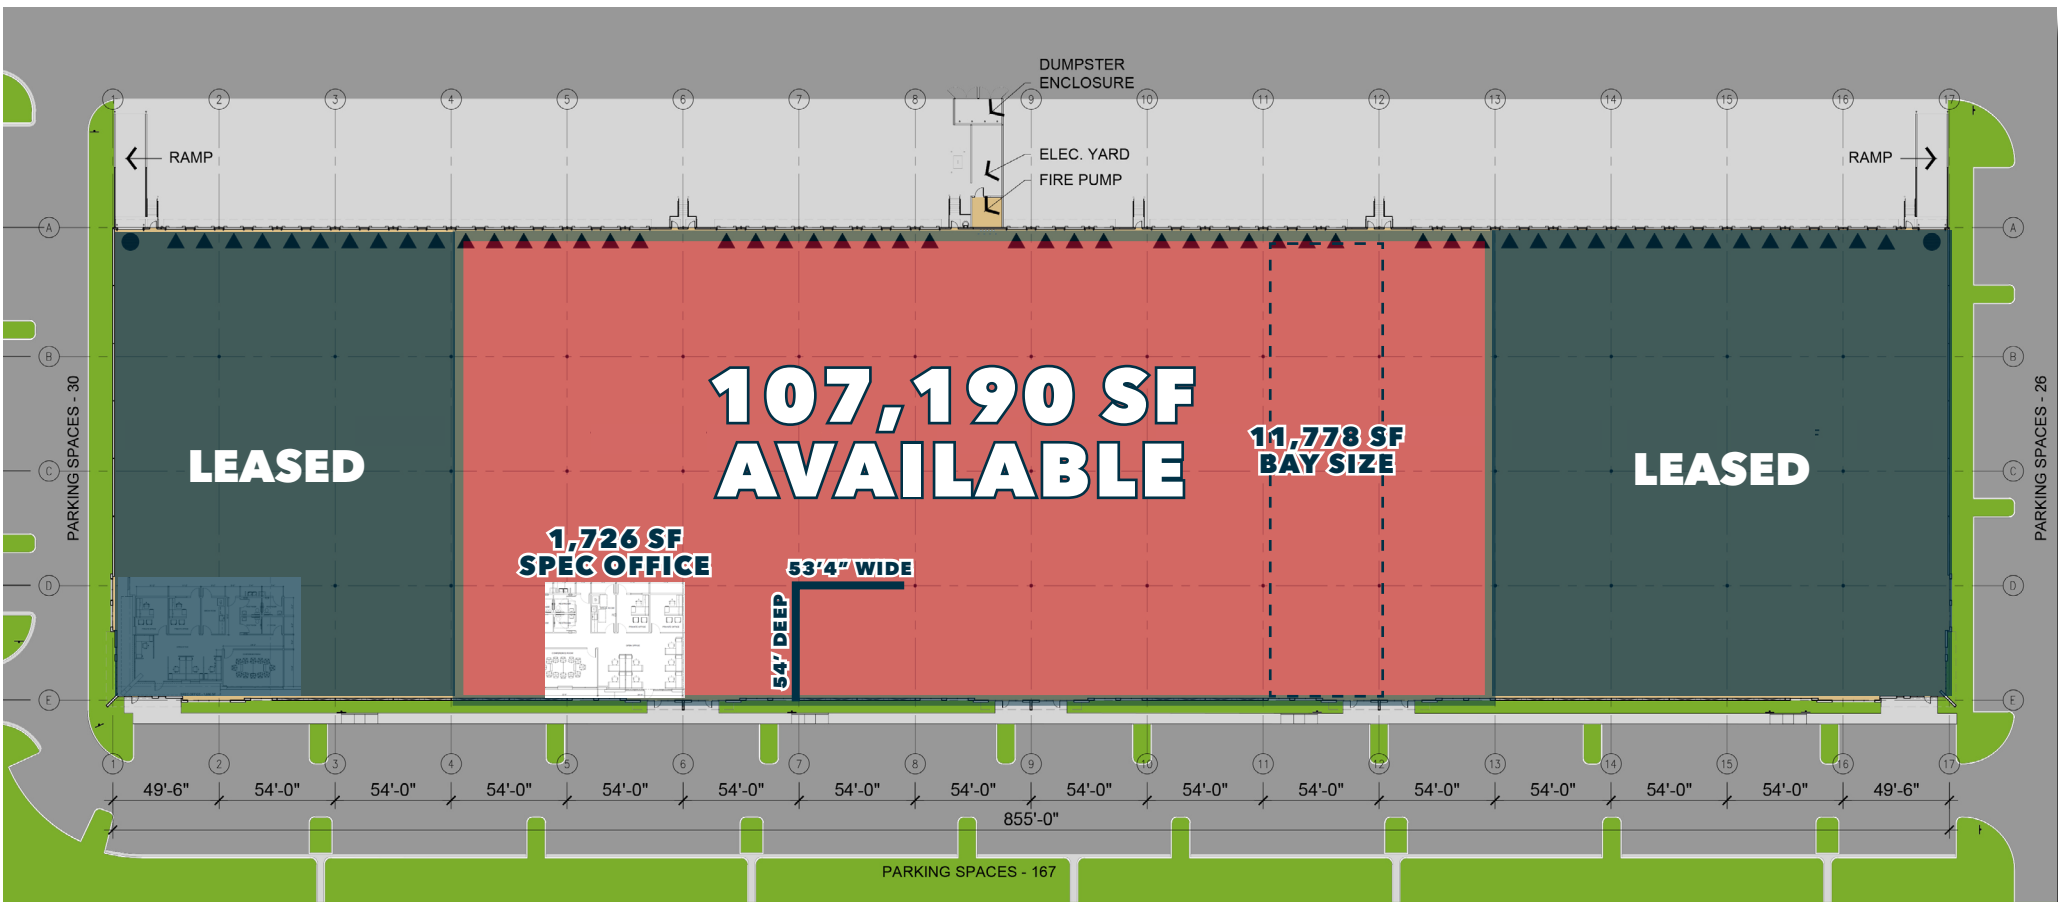 DUMPSTER
ENCLOSURE
1 2 3 4 5 6 7 8 9 10 11 12 13 14 15 16 17
RAMP
ELEC. YARD
FIRE PUMP
RAMP
A
A
B
B
107,190 SF
AVAILABLE
11,778 SF
BAY SIZE
LEASED
LEASED
PARKING SPACES - 30
PARKING SPACES - 26
C
C
1,726 SF
SPEC OFFICE
53'4" WIDE
54' DEEP
D
D
E
E
1 2 3 4 5 6 7 8 9 10 11 12 13 14 15 16 17
49'-6" 54'-0" 54'-0" 54'-0" 54'-0" 54'-0" 54'-0" 54'-0" 54'-0" 54'-0" 54'-0" 54'-0" 54'-0" 54'-0" 54'-0" 49'-6"
855'-0"
PARKING SPACES - 167